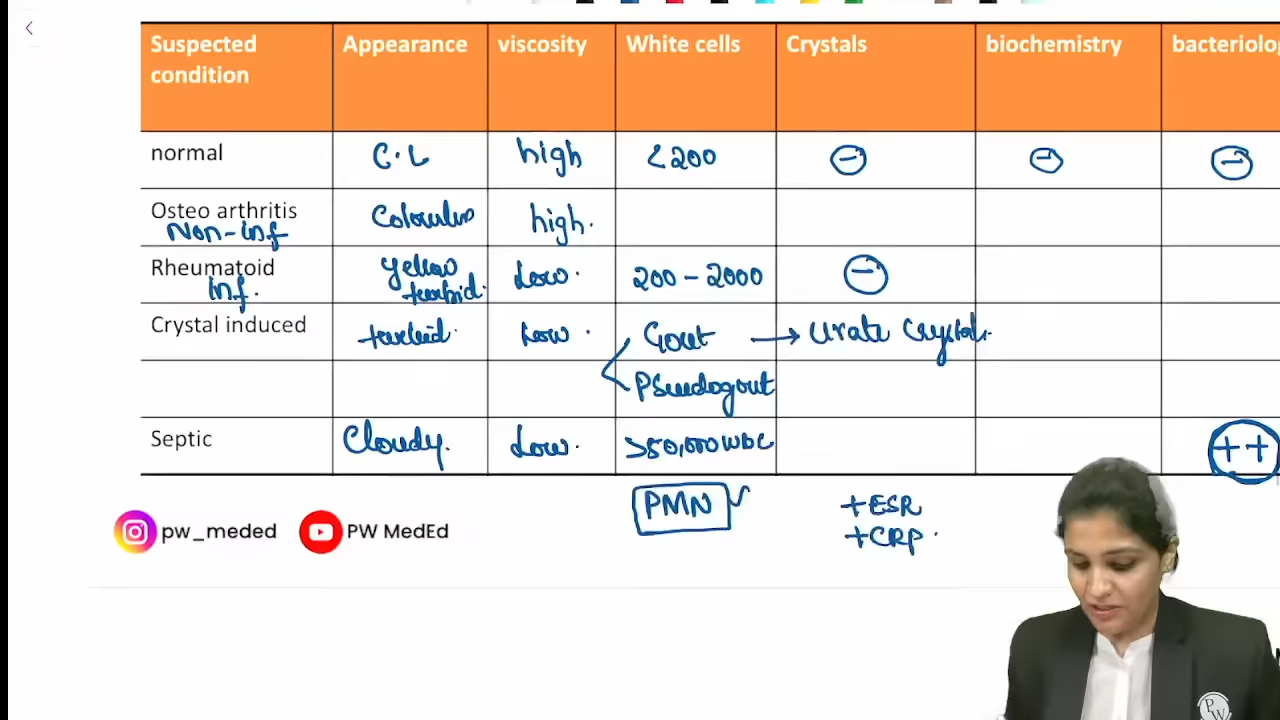 Suspected condition Appearance viscosity White cells Crystals biochemistry bacteriolo
normal C.L high <200 - - -
Osteo arthritis Colourless high.
Non-inf
Rheumatoid yellow turbid. Low. 200-2000 -
Inf.
Crystal induced turbid. Low. Gout → Urate Crystals.
Pseudogout
Septic Cloudy. Low. >50,000 WBC ++
PMN +ESR
+CRP.
pw_meded PW MedEd
PW